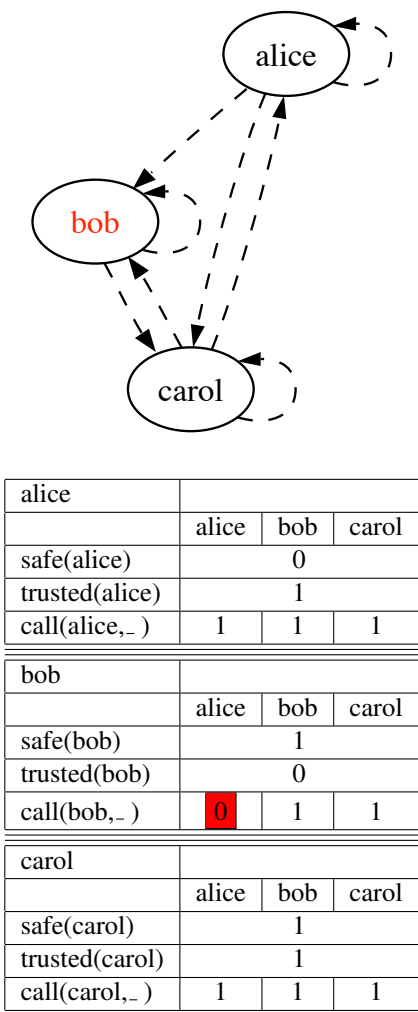 alice
bob
carol
alice
alice bob carol
safe(alice) 0
trusted(alice) 1
call(alice,_ ) 1 1 1
bob
alice bob carol
safe(bob) 1
trusted(bob) 0
call(bob,_ ) 0 1 1
carol
alice bob carol
safe(carol) 1
trusted(carol) 1
call(carol,_ ) 1 1 1